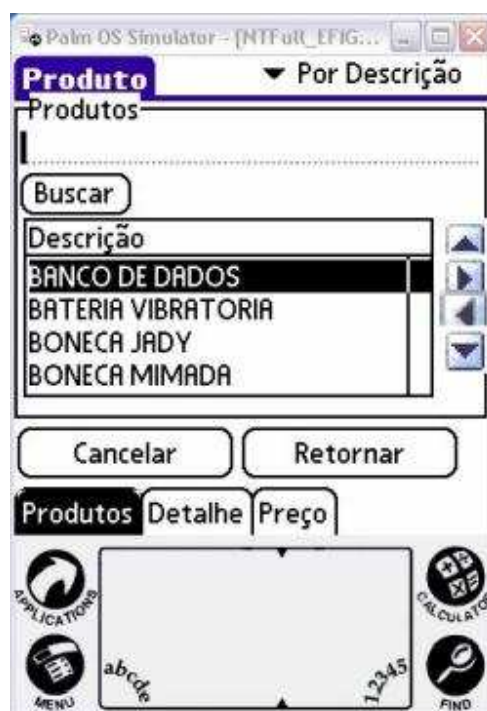 Palm OS Simulator - [NTFull_EFIG...
Produto
Por Descrição
Produtos
Buscar
Descrição
BANCO DE DADOS
BATERIA VIBRATORIA
BONECA JADY
BONECA MIMADA
Cancelar Retornar
Produtos Detalhe Preço
APPLICATIONS
CALCULATOR
abcde
12345
MENU
FIND